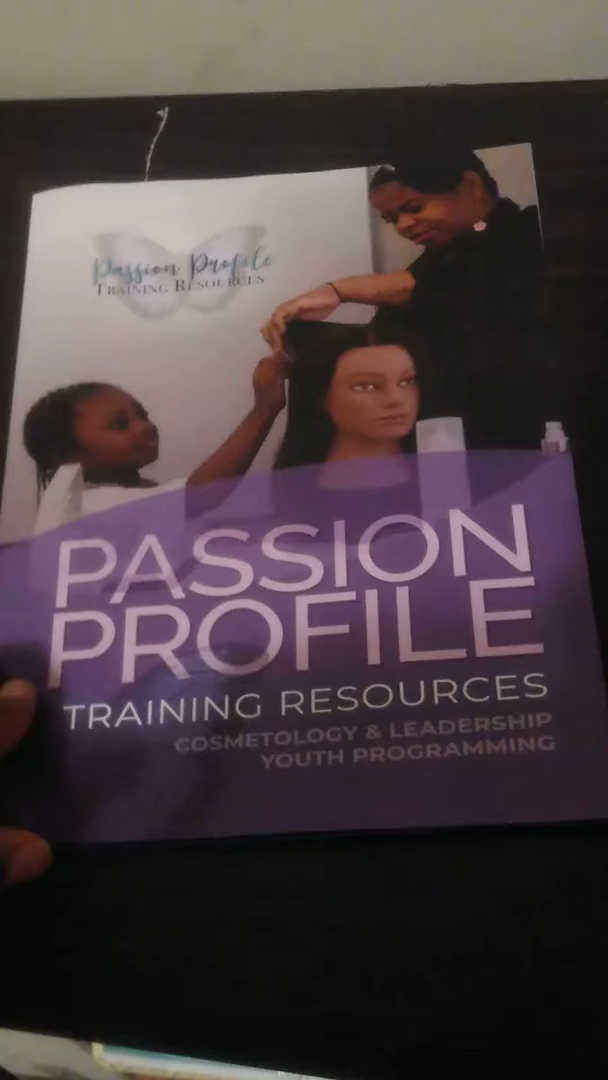 Passion Profile
TRAINING RESOURCES
PASSION
PROFILE
TRAINING RESOURCES
COSMETOLOGY & LEADERSHIP
YOUTH PROGRAMMING